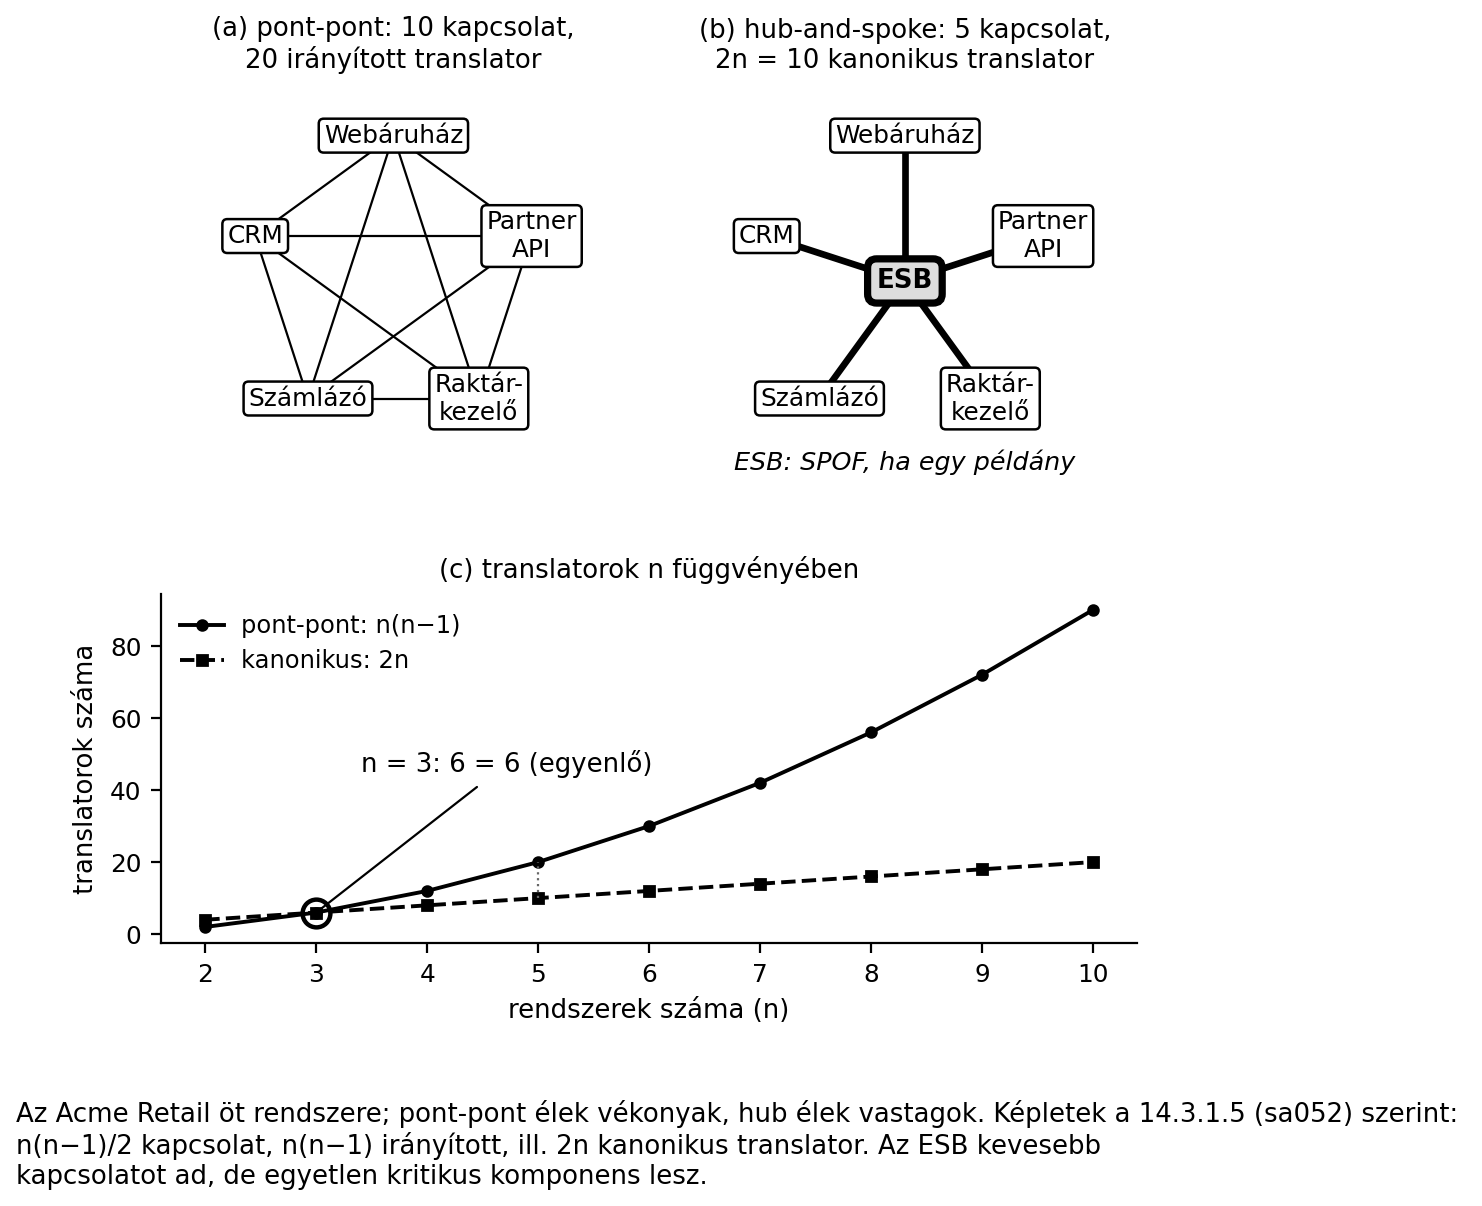 (a) pont-pont: 10 kapcsolat,
20 irányított translator
Webáruház
CRM
Partner
API
Számlázó
Raktár-
kezelő
(b) hub-and-spoke: 5 kapcsolat,
2n = 10 kanonikus translator
Webáruház
CRM
Partner
API
ESB
Számlázó
Raktár-
kezelő
ESB: SPOF, ha egy példány
(c) translatorok n függvényében
pont-pont: n(n−1)
kanonikus: 2n
n = 3: 6 = 6 (egyenlő)
translatorok száma
80
60
40
20
0
2 3 4 5 6 7 8 9 10
rendszerek száma (n)
Az Acme Retail öt rendszere; pont-pont élek vékonyak, hub élek vastagok. Képletek a 14.3.1.5 (sa052) szerint:
n(n−1)/2 kapcsolat, n(n−1) irányított, ill. 2n kanonikus translator. Az ESB kevesebb
kapcsolatot ad, de egyetlen kritikus komponens lesz.